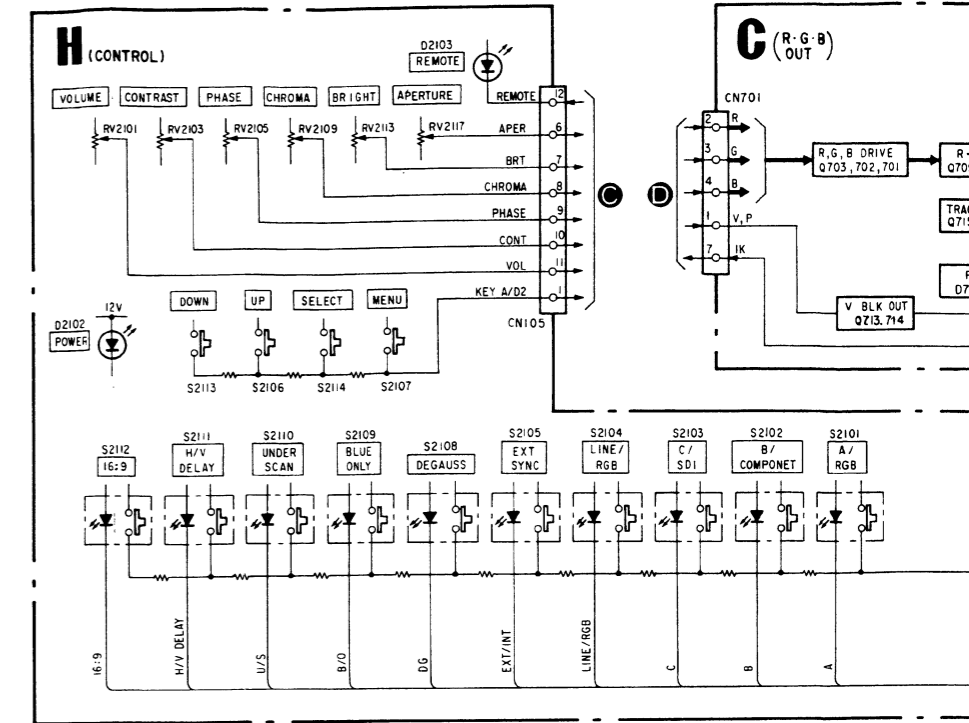 H (CONTROL)
D2103
REMOTE
VOLUME
CONTRAST
PHASE
CHROMA
BRIGHT
APERTURE
RV2101
RV2103
RV2105
RV2109
RV2113
RV2117
REMOTE 12
APER 6
BRT 7
CHROMA 8
PHASE 9
CONT 10
VOL 11
KEY A/D2 1
CN105
C
D
12V
D2102
POWER
DOWN
UP
SELECT
MENU
S2113
S2106
S2114
S2107
C (R·G·B)
OUT
CN701
2 R
3 G
4 B
1 V,P
7 IK
R,G,B DRIVE
Q703,702,701
V BLK OUT
Q713.714
R-
Q709
TRA
Q715
D7
S2112
16:9
S2111
H/V
DELAY
S2110
UNDER
SCAN
S2109
BLUE
ONLY
S2108
DEGAUSS
S2105
EXT
SYNC
S2104
LINE/
RGB
S2103
C/
SDI
S2102
B/
COMPONET
S2101
A/
RGB
16:9
H/V DELAY
U/S
B/O
DG
EXT/INT
LINE/RGB
C
B
A